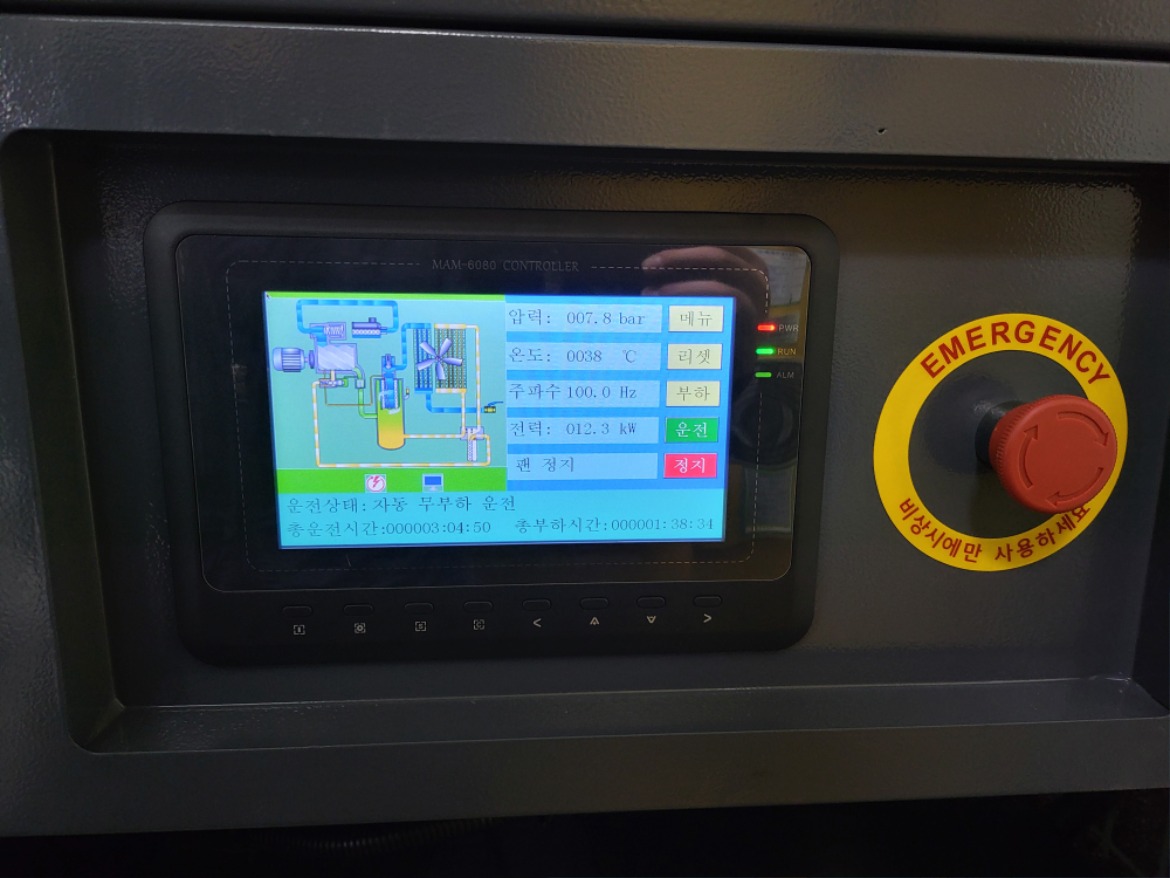 MAM-6080 CONTROLLER
압력: 007.8 bar 메뉴
온도: 0038 ℃ 리셋
주파수 100.0 Hz 부하
전력: 012.3 kW 운전
팬 정지 정지
운전상태: 자동 무부하 운전
총운전시간:000003:04:50 총부하시간:000001:38:34
PWR
RUN
ALM
EMERGENCY
비상시에만 사용하세요